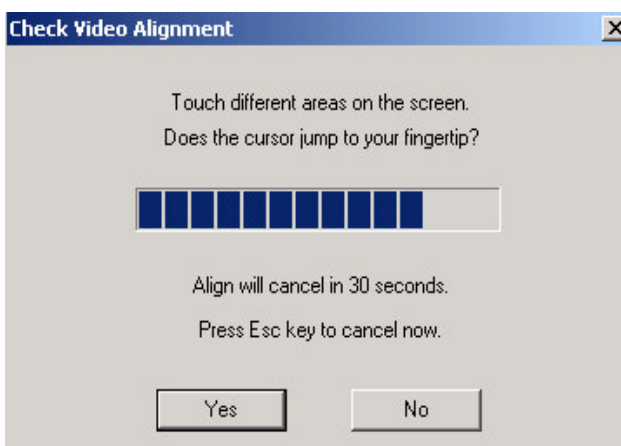 Check Video Alignment
Touch different areas on the screen.
Does the cursor jump to your fingertip?
Align will cancel in 30 seconds.
Press Esc key to cancel now.
Yes
No